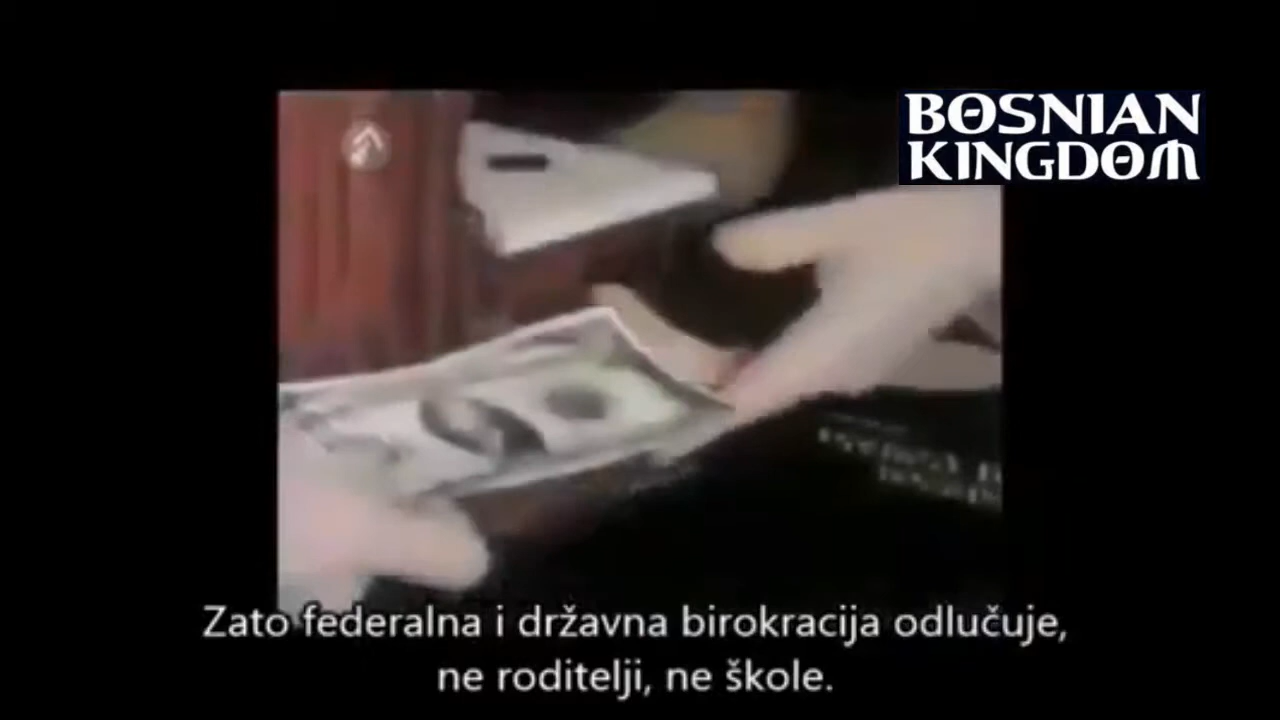 BOSNIAN
KINGDOM
Zato federalna i državna birokracija odlučuje,
ne roditelji, ne škole.